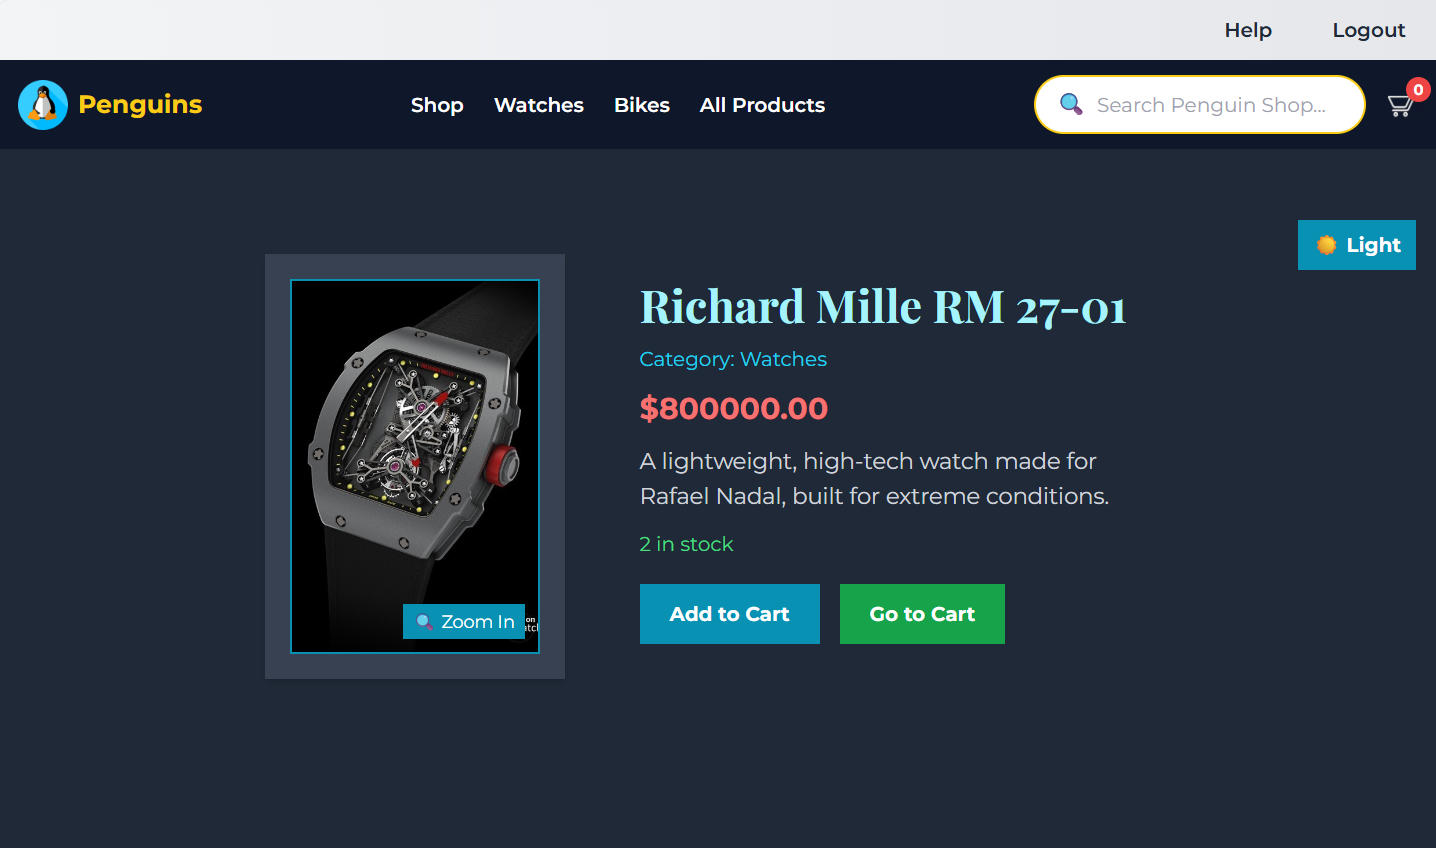 Help Logout
Penguins
Shop Watches Bikes All Products
Search Penguin Shop...
0
Light
Richard Mille RM 27-01
Category: Watches
$800000.00
A lightweight, high-tech watch made for
Rafael Nadal, built for extreme conditions.
2 in stock
Zoom In
Add to Cart Go to Cart